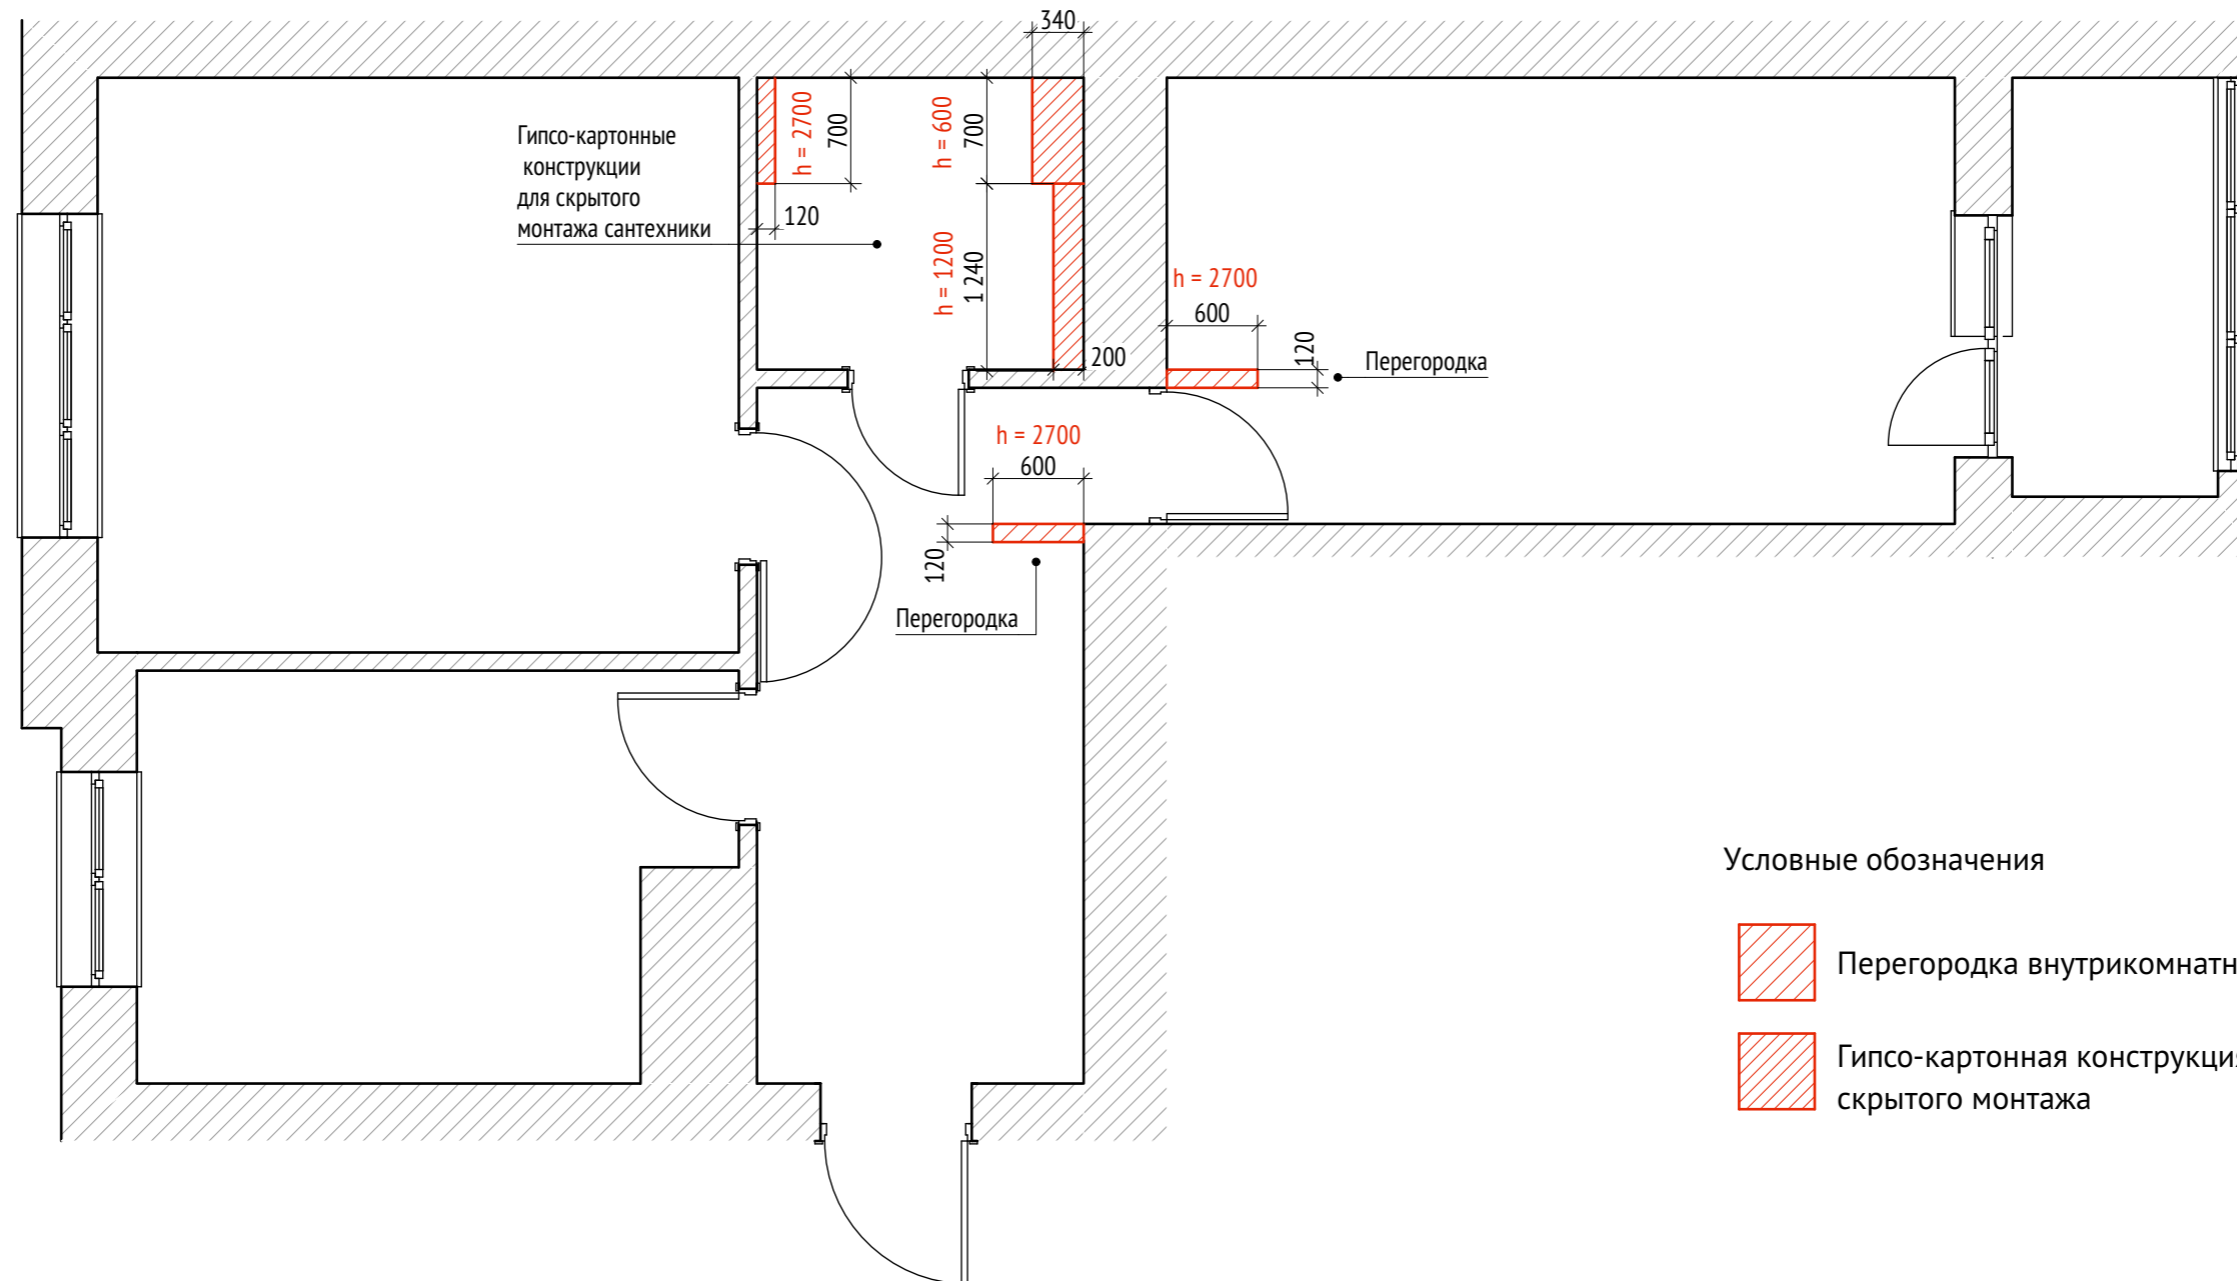 340
h = 2700
700
h = 600
700
Гипсо-картонные
конструкции
для скрытого
монтажа сантехники
120
h = 1200
1 240
200
h = 2700
600
120
Перегородка
h = 2700
600
120
Перегородка
Условные обозначения
Перегородка внутрикомнатн
Гипсо-картонная конструкция
скрытого монтажа